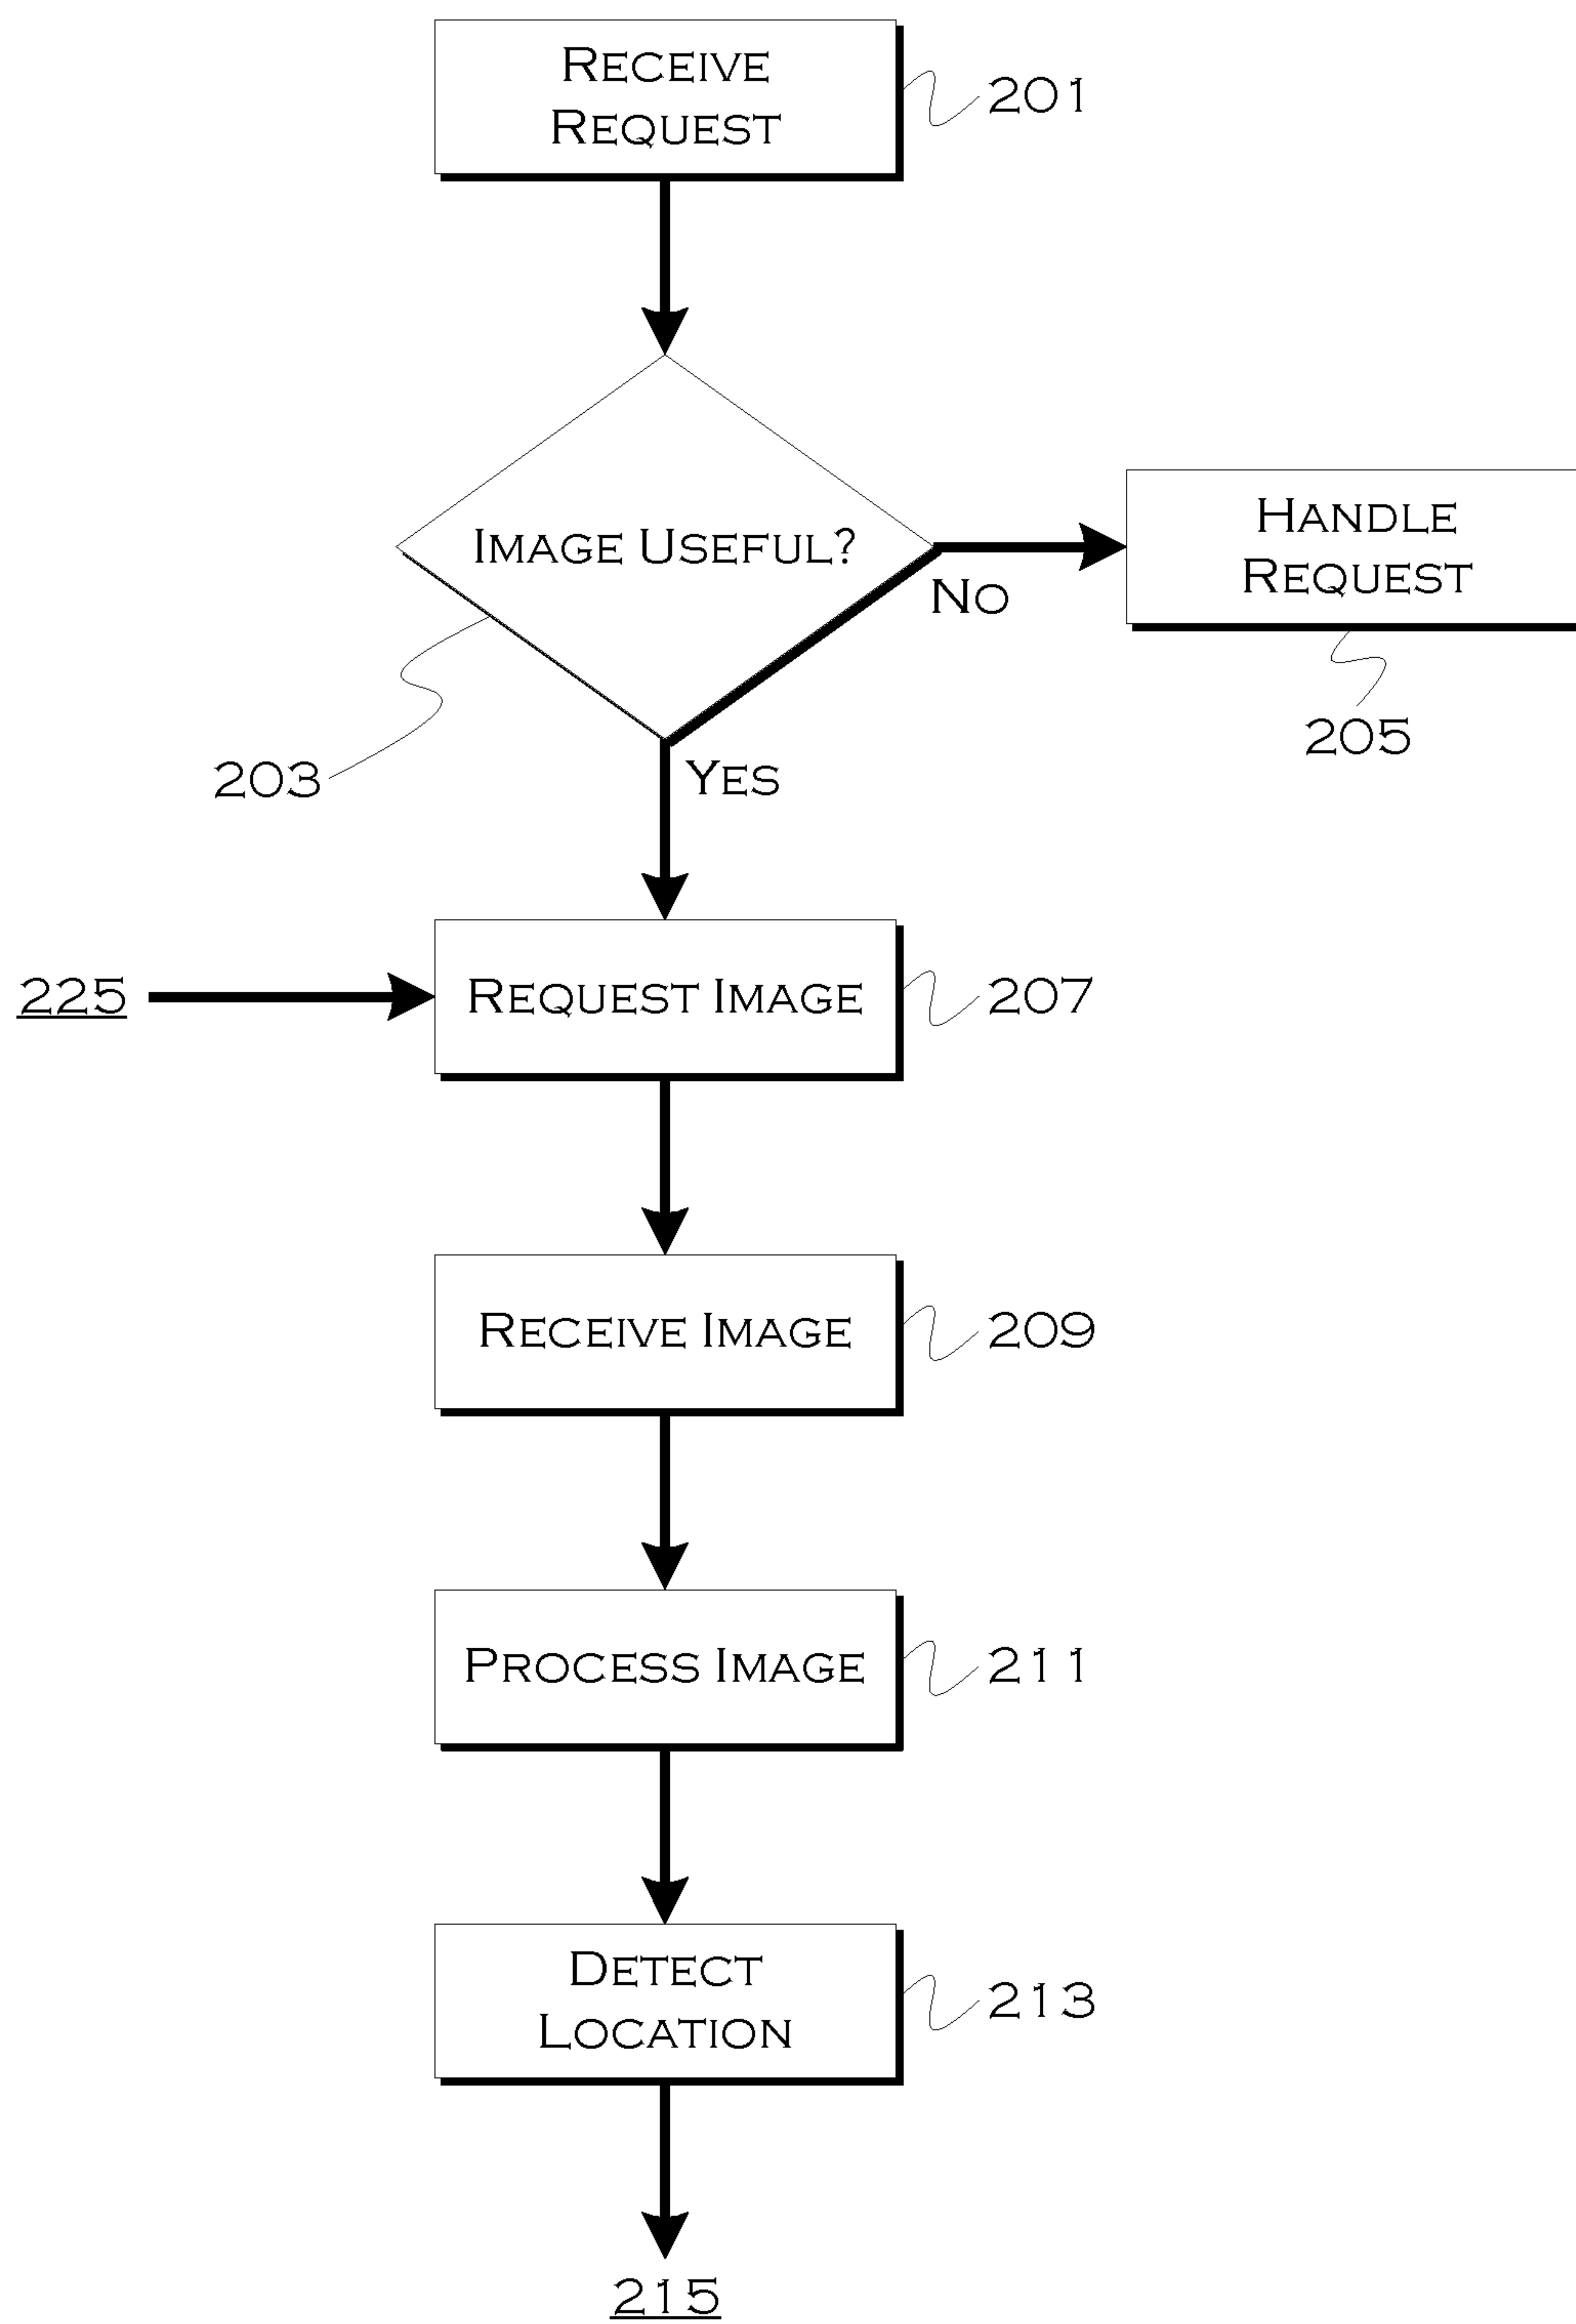 RECEIVE
REQUEST
201
IMAGE USEFUL?
NO
HANDLE
REQUEST
205
203
YES
225
REQUEST IMAGE
207
RECEIVE IMAGE
209
PROCESS IMAGE
211
DETECT
LOCATION
213
215